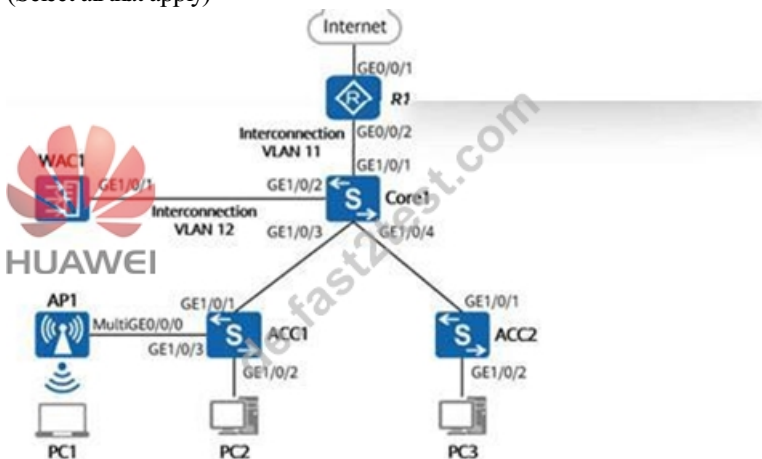 (Select all that apply)
Internet
GE0/0/1
R
R1
Interconnection
VLAN 11
GE0/0/2
GE1/0/1
WAC1
GE1/0/1
GE1/0/2
S
Core1
Interconnection
VLAN 12
GE1/0/3
GE1/0/4
HUAWEI
AP1
MultiGE0/0/0
GE1/0/1
GE1/0/3
S
ACC1
GE1/0/2
GE1/0/1
S
ACC2
GE1/0/2
PC1
PC2
PC3
de.fast2test.com